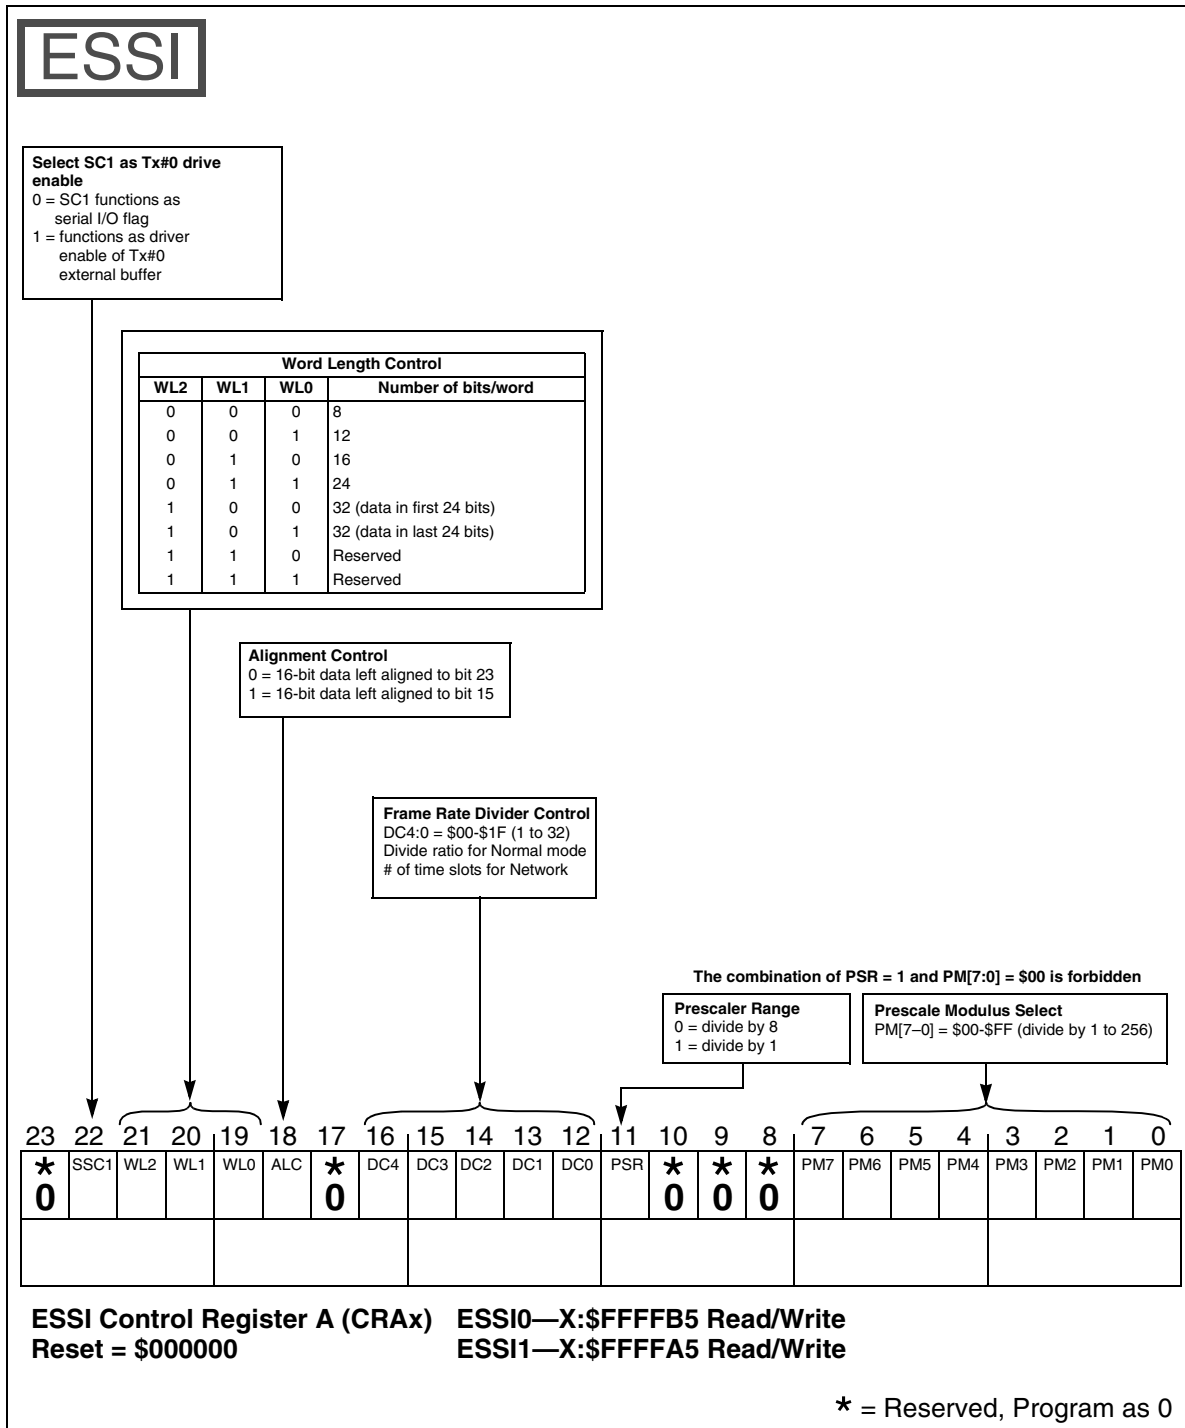 ESSI
Select SC1 as Tx#0 drive
enable
0 = SC1 functions as
serial I/O flag
1 = functions as driver
enable of Tx#0
external buffer
Word Length Control
WL2 WL1 WL0 Number of bits/word
0 0 0 8
0 0 1 12
0 1 0 16
0 1 1 24
1 0 0 32 (data in first 24 bits)
1 0 1 32 (data in last 24 bits)
1 1 0 Reserved
1 1 1 Reserved
Alignment Control
0 = 16-bit data left aligned to bit 23
1 = 16-bit data left aligned to bit 15
Frame Rate Divider Control
DC4:0 = $00-$1F (1 to 32)
Divide ratio for Normal mode
# of time slots for Network
The combination of PSR = 1 and PM[7:0] = $00 is forbidden
Prescaler Range
0 = divide by 8
1 = divide by 1
Prescale Modulus Select
PM[7–0] = $00-$FF (divide by 1 to 256)
23 22 21 20 19 18 17 16 15 14 13 12 11 10 9 8 7 6 5 4 3 2 1 0
* SSC1 WL2 WL1 WL0 ALC * DC4 DC3 DC2 DC1 DC0 PSR * * * PM7 PM6 PM5 PM4 PM3 PM2 PM1 PM0
0 0 0 0 0
ESSI Control Register A (CRAx) ESSI0—X:$FFFFB5 Read/Write
Reset = $000000 ESSI1—X:$FFFFA5 Read/Write
* = Reserved, Program as 0